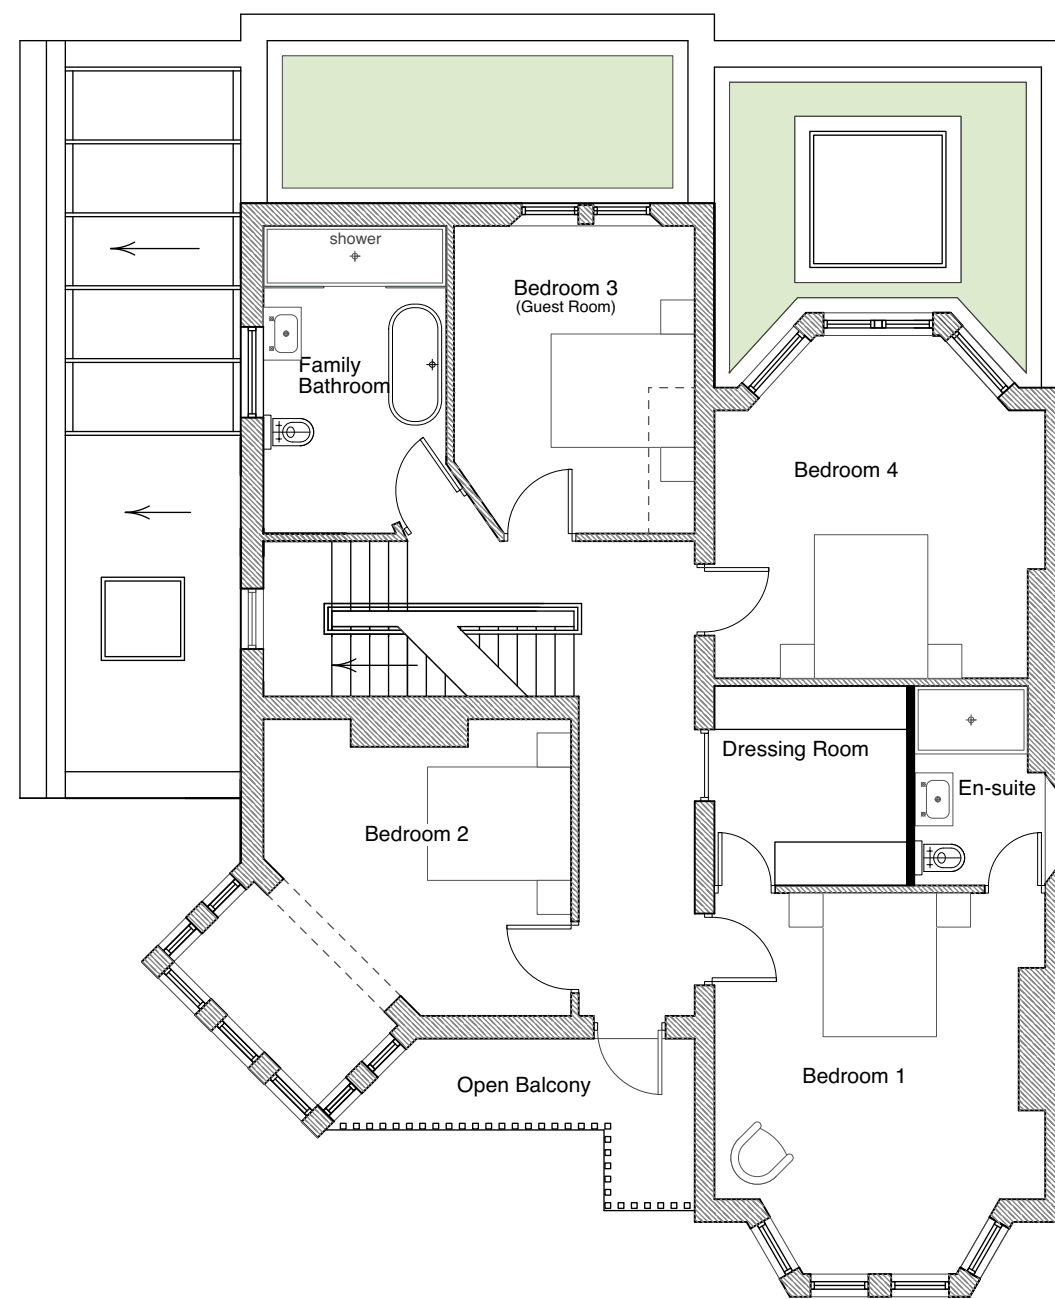 shower
Bedroom 3
(Guest Room)
Family
Bathroom
Bedroom 4
Dressing Room
En-suite
Bedroom 2
Bedroom 1
Open Balcony